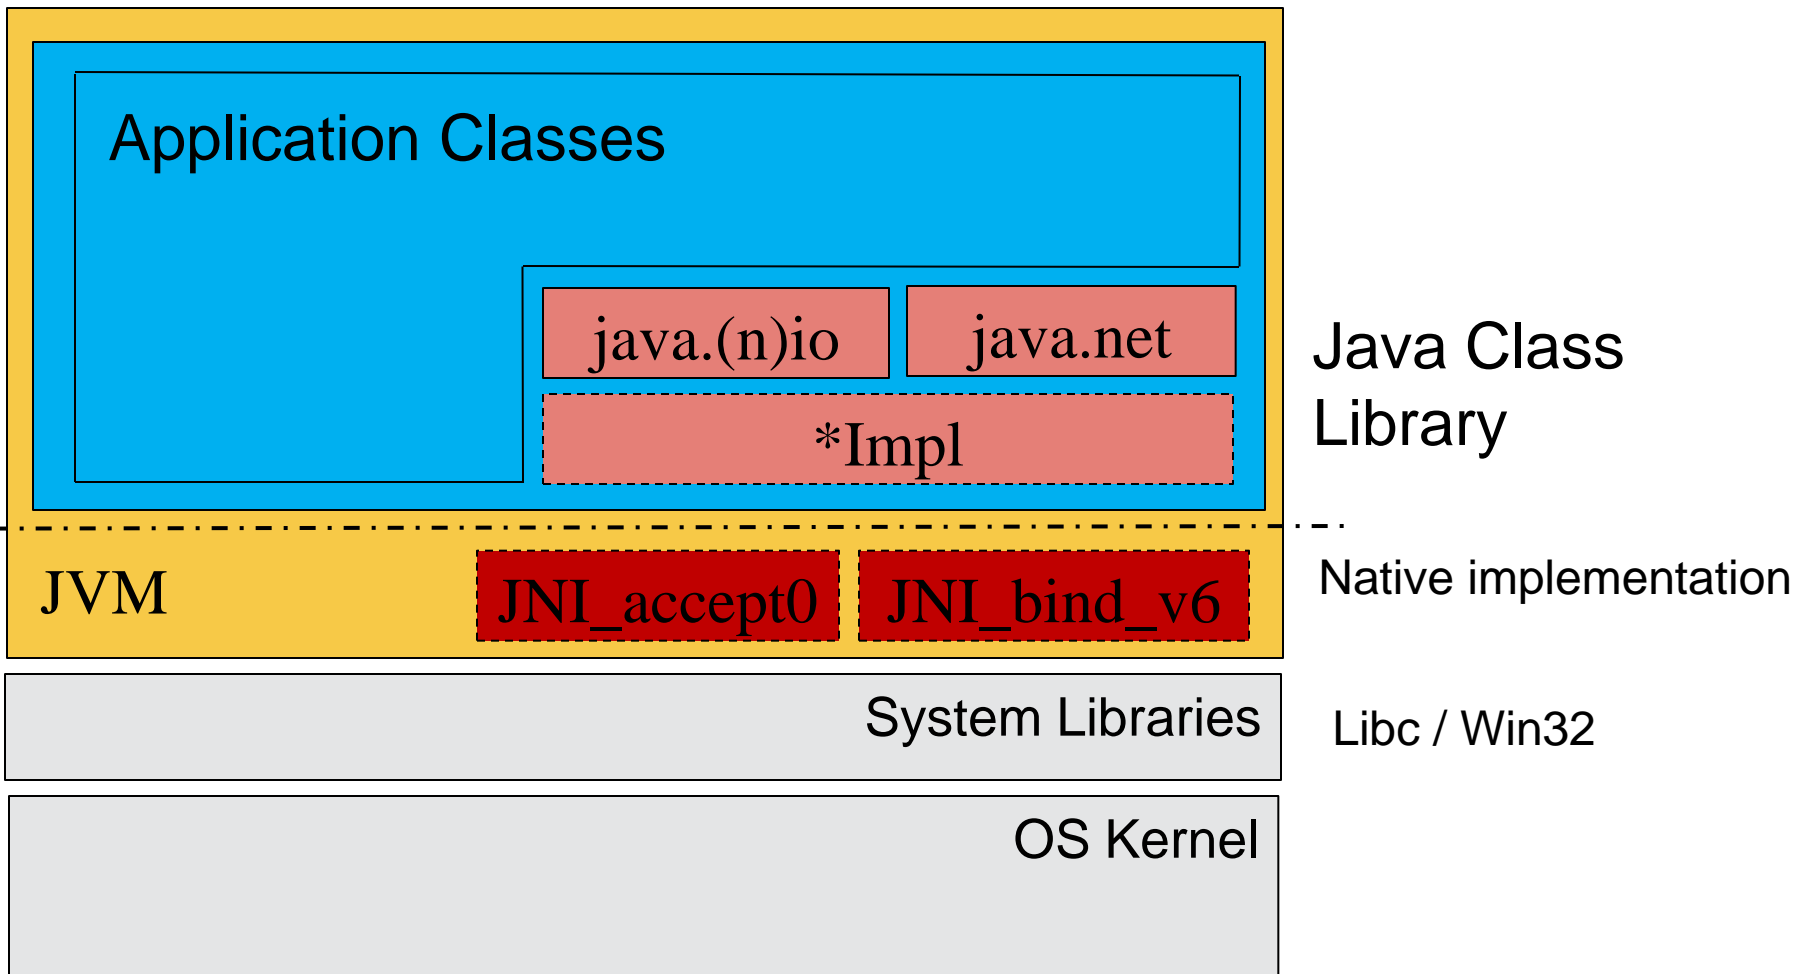 Application Classes
java.(n)io
java.net
*Impl
Java Class
Library
JVM
JNI_accept0
JNI_bind_v6
Native implementation
System Libraries
Libc / Win32
OS Kernel